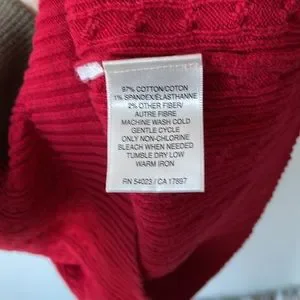 97% COTTON/COTON
1% SPANDEX/ÉLASTHANNE
2% OTHER FIBER/
AUTRE FIBRE
MACHINE WASH COLD
GENTLE CYCLE
ONLY NON-CHLORINE
BLEACH WHEN NEEDED
TUMBLE DRY LOW
WARM IRON
RN 54023 / CA 17897